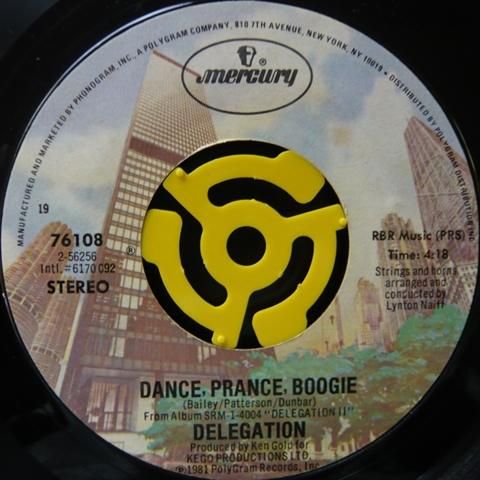 MANUFACTURED AND MARKETED BY PHONOGRAM, INC., A POLYGRAM COMPANY, 810 7TH AVENUE, NEW YORK, NY 10019 • DISTRIBUTED BY POLYGRAM DISTRIBUTION, INC.
mercury
®
19
76108
2-56256
Intl. #6170 092
STEREO
®
RBR Music (PRS)
Time: 4:18
Strings and horns
arranged and
conducted by
Lynton Naiff
DANCE, PRANCE, BOOGIE
(Bailey/Patterson/Dunbar)
From Album SRM-1-4004 "DELEGATION II"
DELEGATION
Produced by Ken Gold for
KEGO PRODUCTIONS LTD.
℗1981 PolyGram Records, Inc.